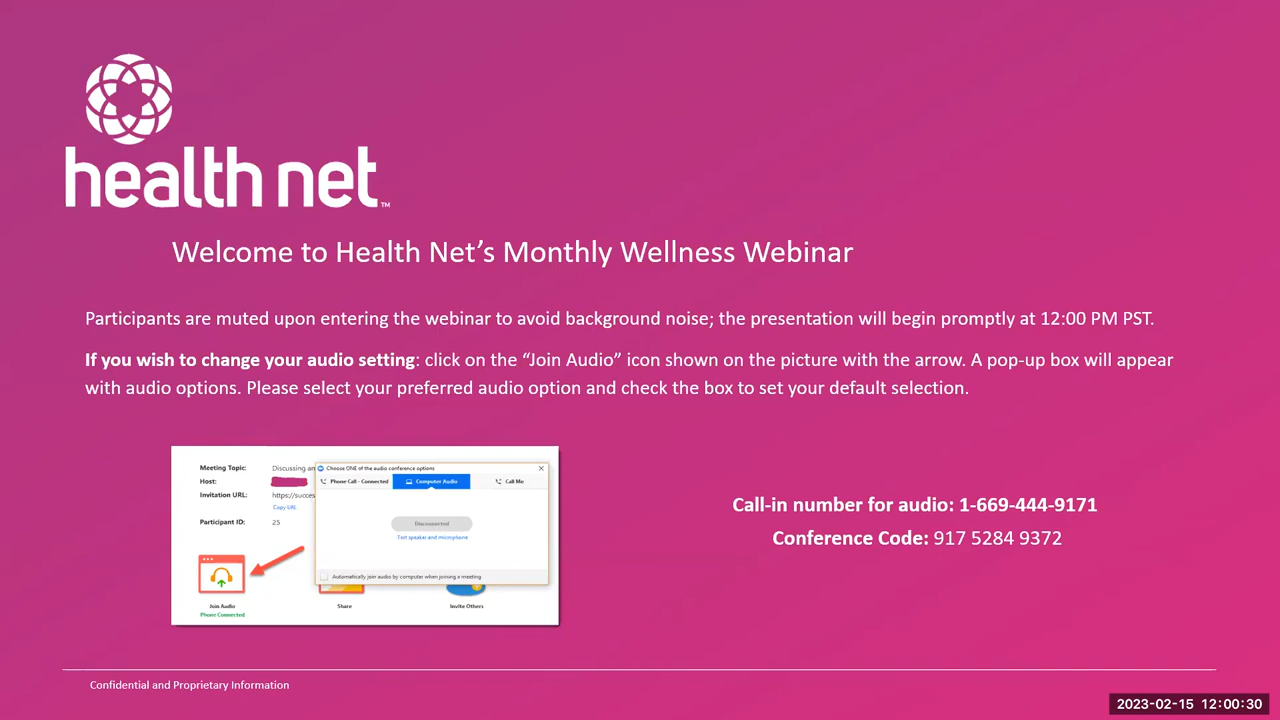 health net™
Welcome to Health Net’s Monthly Wellness Webinar
Participants are muted upon entering the webinar to avoid background noise; the presentation will begin promptly at 12:00 PM PST.
If you wish to change your audio setting: click on the “Join Audio” icon shown on the picture with the arrow. A pop-up box will appear
with audio options. Please select your preferred audio option and check the box to set your default selection.
Meeting Topic: Discussing an
Host:
Invitation URL: https://succes
Copy URL
Participant ID: 25
Choose ONE of the audio conference options
Phone Call - Connected Computer Audio Call Me
Disconnected
Test speaker and microphone
Automatically join audio by computer when joining a meeting
Join Audio Share Invite Others
Phone Connected
Call-in number for audio: 1-669-444-9171
Conference Code: 917 5284 9372
Confidential and Proprietary Information
2023-02-15 12:00:30